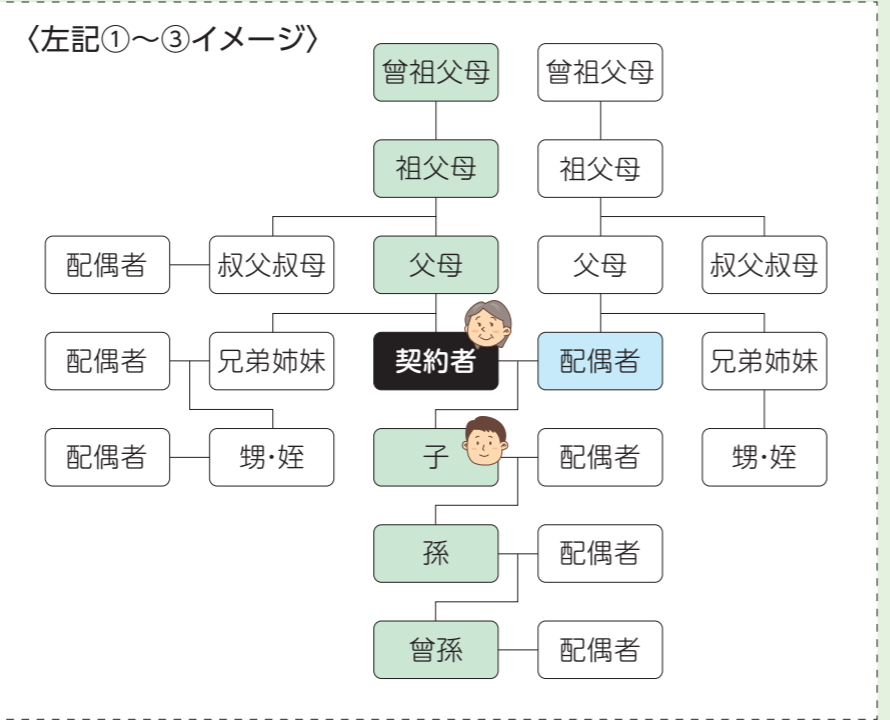 〈左記①～③イメージ〉
曾祖父母
曾祖父母
祖父母
祖父母
配偶者
叔父叔母
父母
父母
叔父叔母
配偶者
兄弟姉妹
契約者
配偶者
兄弟姉妹
配偶者
甥・姪
子
配偶者
甥・姪
孫
配偶者
曾孫
配偶者